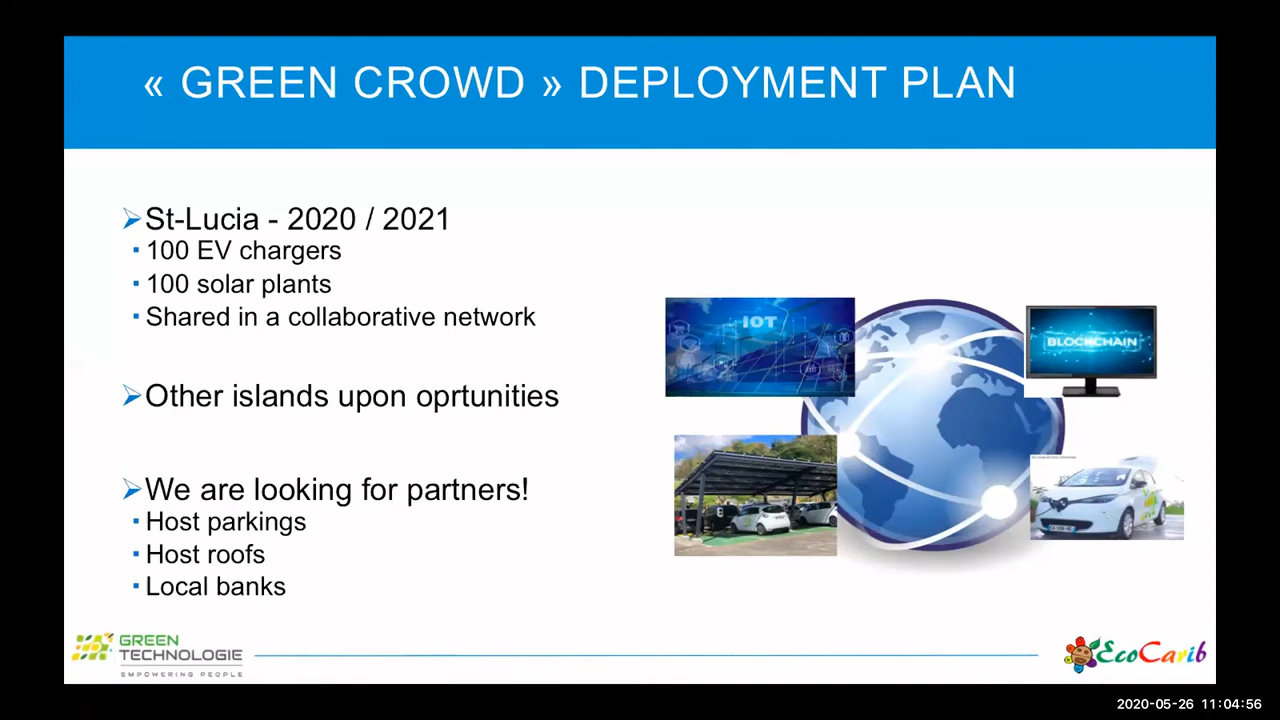 « GREEN CROWD » DEPLOYMENT PLAN
St-Lucia - 2020 / 2021
100 EV chargers
100 solar plants
Shared in a collaborative network
Other islands upon oprtunities
We are looking for partners!
Host parkings
Host roofs
Local banks
IOT
BLOCKCHAIN
GREEN
TECHNOLOGIE
EMPOWERING PEOPLE
EcoCarib
2020-05-26 11:04:56